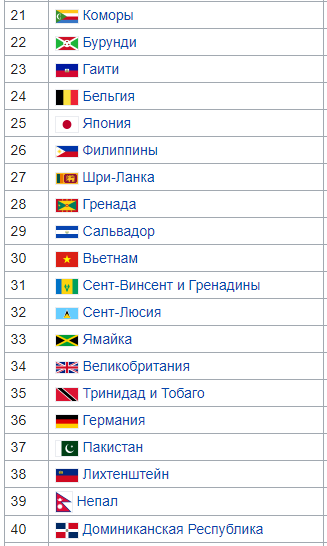 21 Коморы
22 Бурунди
23 Гаити
24 Бельгия
25 Япония
26 Филиппины
27 Шри-Ланка
28 Гренада
29 Сальвадор
30 Вьетнам
31 Сент-Винсент и Гренадины
32 Сент-Люсия
33 Ямайка
34 Великобритания
35 Тринидад и Тобаго
36 Германия
37 Пакистан
38 Лихтенштейн
39 Непал
40 Доминиканская Республика